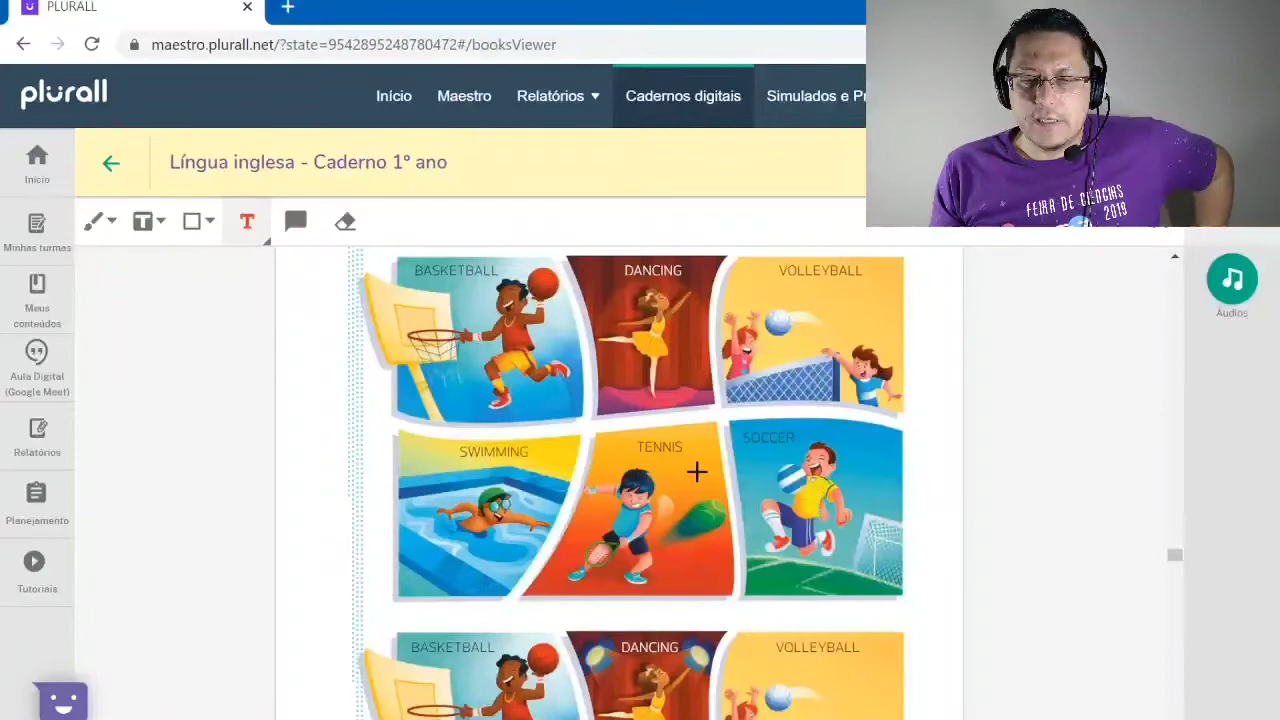 PLURALL
maestro.plurall.net/?state=9542895248780472#/booksViewer
plurall
Início Maestro Relatórios Cadernos digitais Simulados e Pr
Língua inglesa - Caderno 1º ano
Início
Minhas turmas
Meus
conteúdos
Aula Digital
(Google Meet)
Relatórios
Planejamento
Tutoriais
T
T
FEIRA DE CIÊNCIAS
2019
Áudios
BASKETBALL DANCING VOLLEYBALL
SWIMMING TENNIS SOCCER
BASKETBALL DANCING VOLLEYBALL